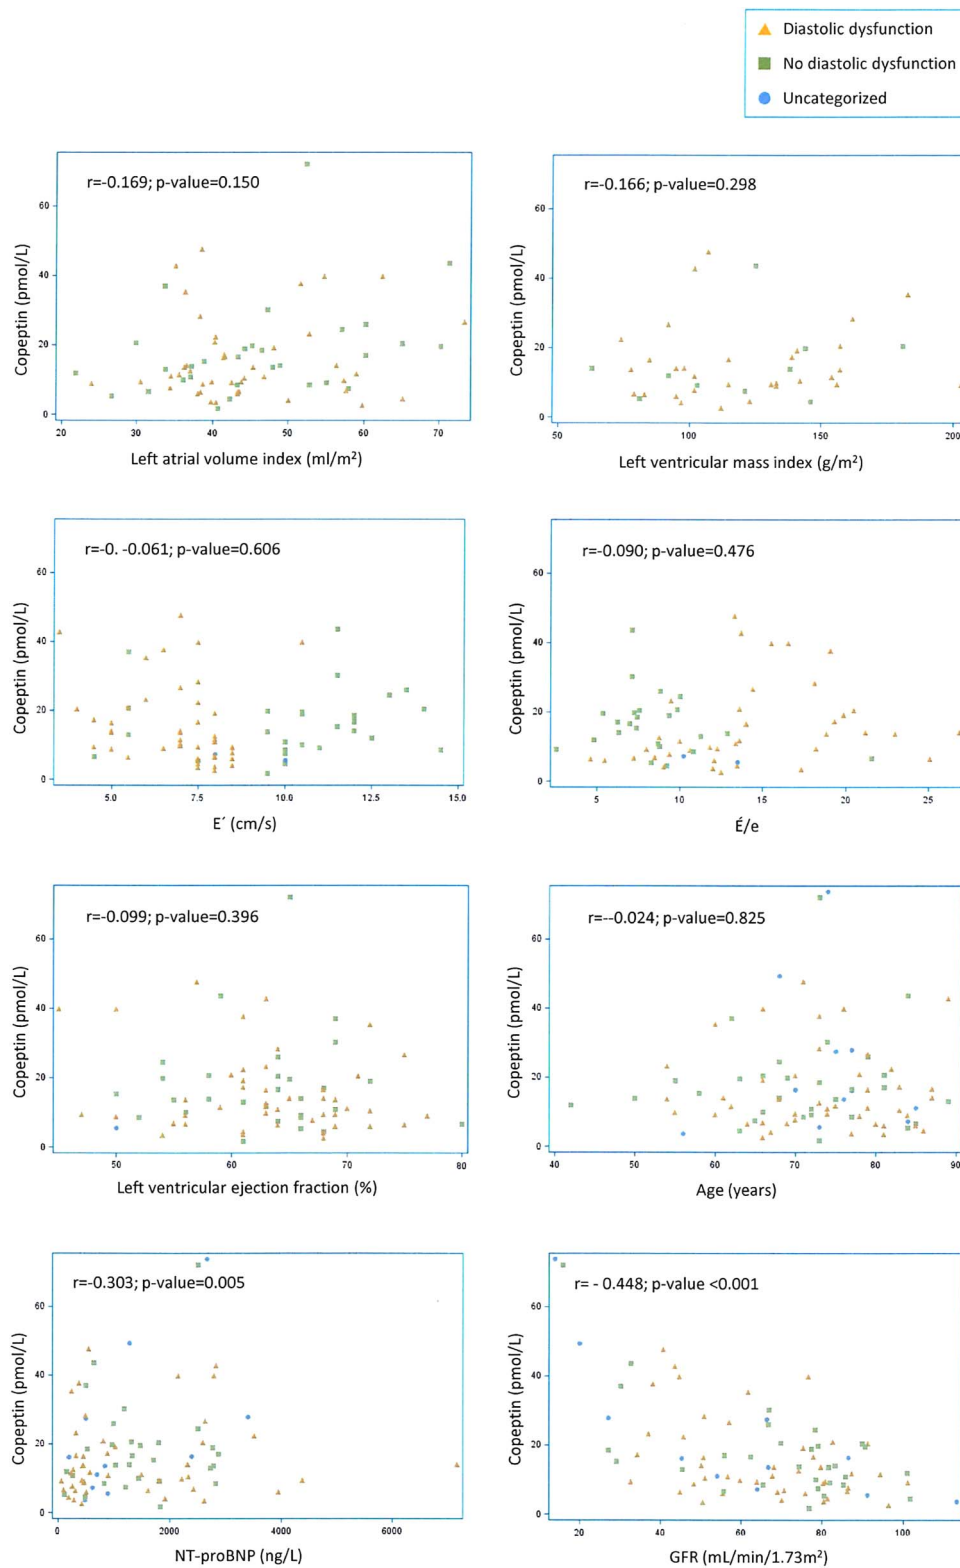 Diastolic dysfunction
No diastolic dysfunction
Uncategorized
r=-0.169; p-value=0.150
Copeptin (pmol/L)
60
40
20
0
20 30 40 50 60 70
Left atrial volume index (ml/m²)
r=-0.166; p-value=0.298
Copeptin (pmol/L)
60
40
20
0
50 100 150 200
Left ventricular mass index (g/m²)
r=-0. -0.061; p-value=0.606
Copeptin (pmol/L)
60
40
20
0
5.0 7.5 10.0 12.5 15.0
E´ (cm/s)
r=-0.090; p-value=0.476
Copeptin (pmol/L)
60
40
20
0
5 10 15 20 25
É/e
r=-0.099; p-value=0.396
Copeptin (pmol/L)
60
40
20
0
50 60 70 80
Left ventricular ejection fraction (%)
r=--0.024; p-value=0.825
Copeptin (pmol/L)
60
40
20
0
40 50 60 70 80 90
Age (years)
r=-0.303; p-value=0.005
Copeptin (pmol/L)
60
40
20
0
0 2000 4000 6000
NT-proBNP (ng/L)
r= - 0.448; p-value <0.001
Copeptin (pmol/L)
60
40
20
0
20 40 60 80 100
GFR (mL/min/1.73m²)